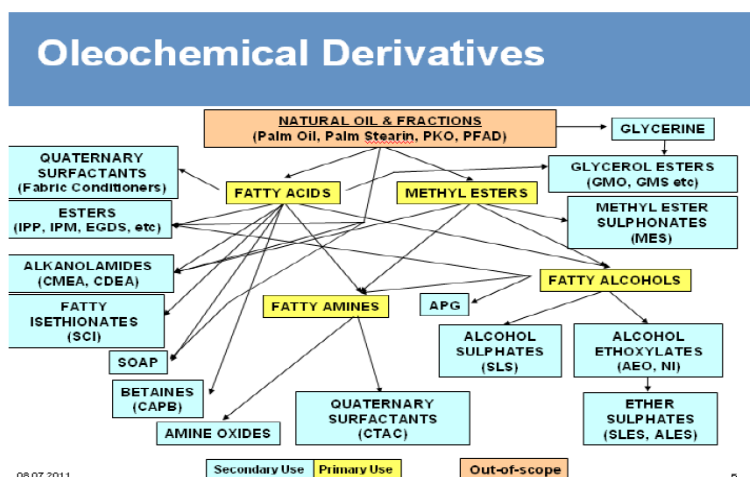 Oleochemical Derivatives
NATURAL OIL & FRACTIONS
(Palm Oil, Palm Stearin, PKO, PFAD)
GLYCERINE
QUATERNARY
SURFACTANTS
(Fabric Conditioners)
FATTY ACIDS
METHYL ESTERS
GLYCEROL ESTERS
(GMO, GMS etc)
ESTERS
(IPP, IPM, EGDS, etc)
METHYL ESTER
SULPHONATES
(MES)
ALKANOLAMIDES
(CMEA, CDEA)
FATTY ALCOHOLS
FATTY
ISETHIONATES
(SCI)
FATTY AMINES
APG
SOAP
ALCOHOL
SULPHATES
(SLS)
ALCOHOL
ETHOXYLATES
(AEO, NI)
BETAINES
(CAPB)
AMINE OXIDES
QUATERNARY
SURFACTANTS
(CTAC)
ETHER
SULPHATES
(SLES, ALES)
Secondary Use
Primary Use
Out-of-scope
08.07.2011
5